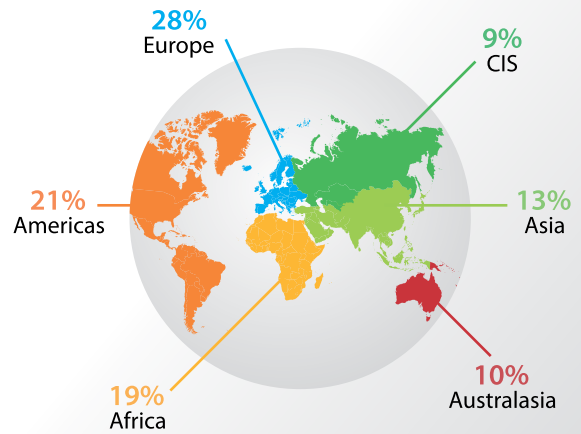 28%
Europe
9%
CIS
21%
Americas
13%
Asia
10%
Australasia
19%
Africa